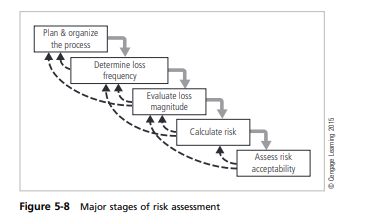 Plan & organize
the process
Determine loss
frequency
Evaluate loss
magnitude
Calculate risk
Assess risk
acceptability
© Cengage Learning 2015
Figure 5-8 Major stages of risk assessment